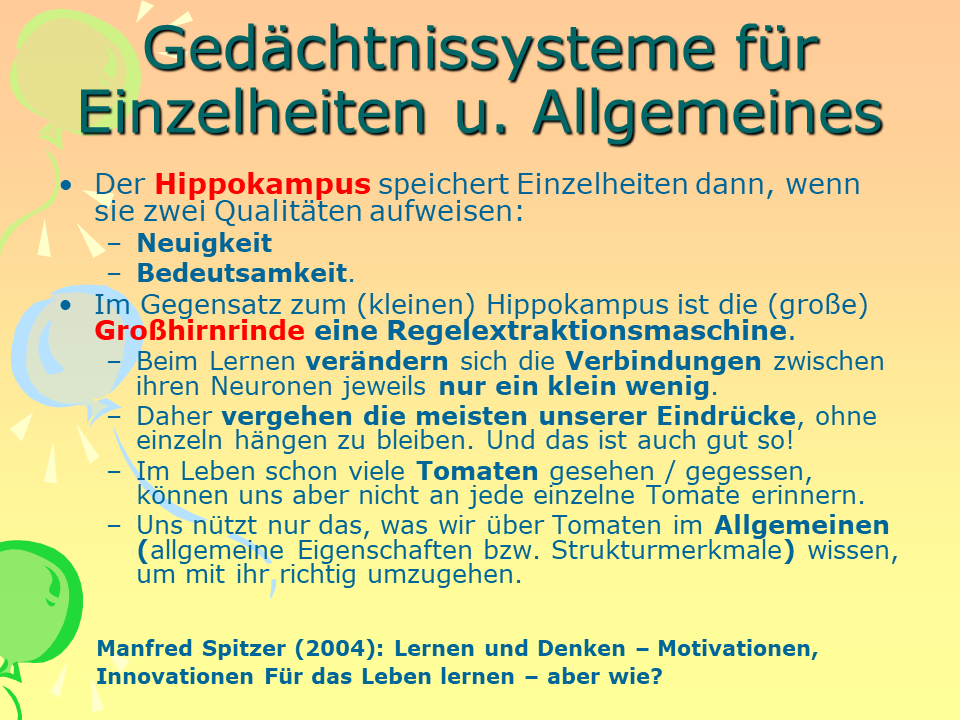 Gedächtnissysteme für
Einzelheiten u. Allgemeines
• Der Hippokampus speichert Einzelheiten dann, wenn
sie zwei Qualitäten aufweisen:
– Neuigkeit
– Bedeutsamkeit.
• Im Gegensatz zum (kleinen) Hippokampus ist die (große)
Großhirnrinde eine Regelextraktionsmaschine.
– Beim Lernen verändern sich die Verbindungen zwischen
ihren Neuronen jeweils nur ein klein wenig.
– Daher vergehen die meisten unserer Eindrücke, ohne
einzeln hängen zu bleiben. Und das ist auch gut so!
– Im Leben schon viele Tomaten gesehen / gegessen,
können uns aber nicht an jede einzelne Tomate erinnern.
– Uns nützt nur das, was wir über Tomaten im Allgemeinen
(allgemeine Eigenschaften bzw. Strukturmerkmale) wissen,
um mit ihr richtig umzugehen.
Manfred Spitzer (2004): Lernen und Denken – Motivationen,
Innovationen Für das Leben lernen – aber wie?